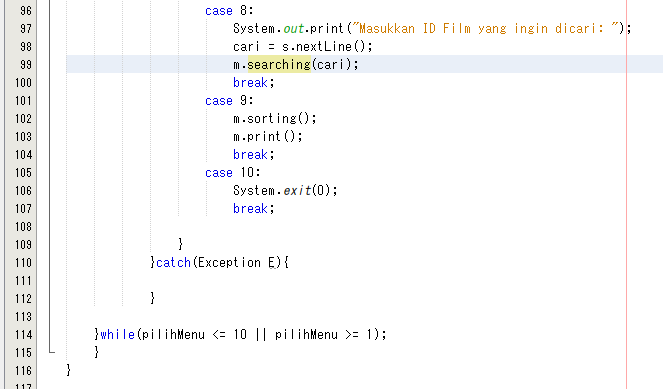 96 case 8:
97 System.out.print("Masukkan ID Film yang ingin dicari: ");
98 cari = s.nextLine();
99 m.searching(cari);
100 break;
101 case 9:
102 m.sorting();
103 m.print();
104 break;
105 case 10:
106 System.exit(0);
107 break;
108
109 }
110 }catch(Exception E){
111
112 }
113
114 }while(pilihMenu <= 10 || pilihMenu >= 1);
115 }
116 }
117